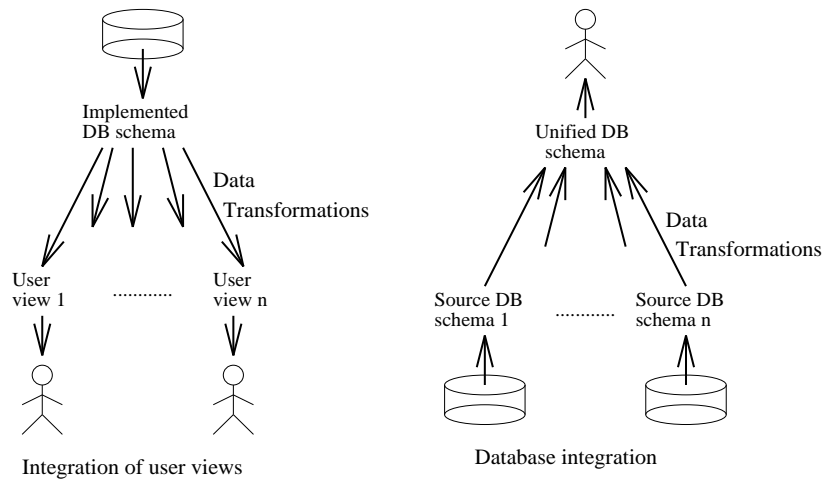 Implemented
DB schema
Data
Transformations
User
view 1
............
User
view n
Integration of user views
Unified DB
schema
Data
Transformations
Source DB
schema 1
............
Source DB
schema n
Database integration